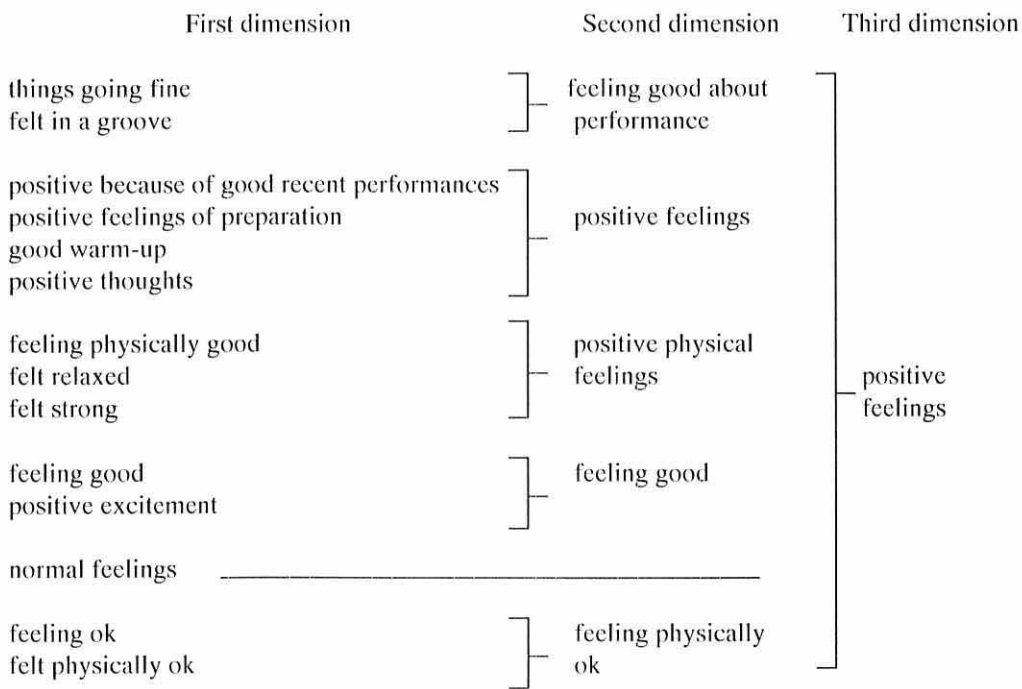 First dimension Second dimension Third dimension
things going fine
felt in a groove
feeling good about
performance
positive because of good recent performances
positive feelings of preparation
good warm-up
positive thoughts
positive feelings
feeling physically good
felt relaxed
felt strong
positive physical
feelings
feeling good
positive excitement
feeling good
normal feelings
feeling ok
felt physically ok
feeling physically
ok
positive
feelings